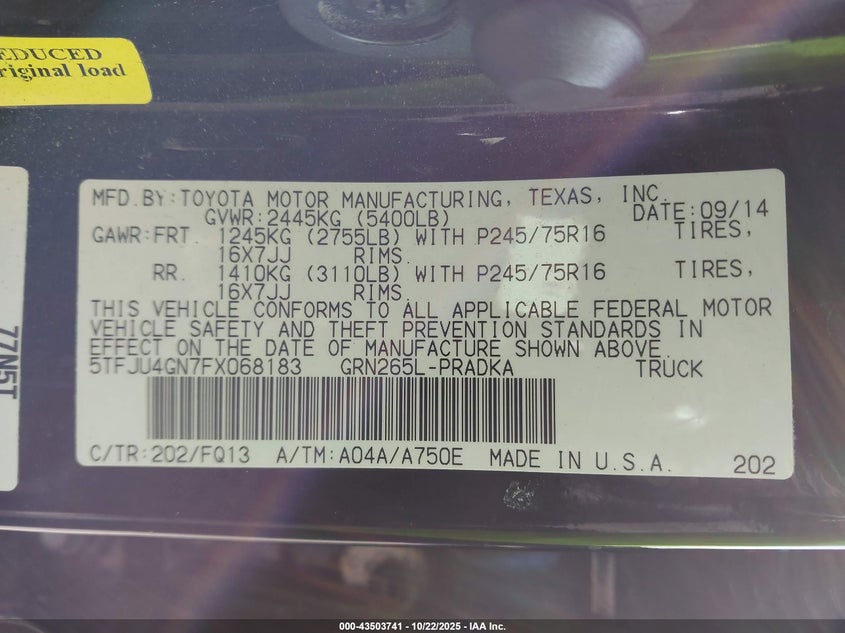 EDUCED
riginal load
77N5T
MFD.BY:TOYOTA MOTOR MANUFACTURING, TEXAS, INC.
GVWR:2445KG (5400LB) DATE:09/14
GAWR:FRT. 1245KG (2755LB) WITH P245/75R16 TIRES,
16X7JJ RIMS.
RR. 1410KG (3110LB) WITH P245/75R16 TIRES,
16X7JJ RIMS.
THIS VEHICLE CONFORMS TO ALL APPLICABLE FEDERAL MOTOR
VEHICLE SAFETY AND THEFT PREVENTION STANDARDS IN
EFFECT ON THE DATE OF MANUFACTURE SHOWN ABOVE.
5TFJU4GN7FX068183 GRN265L-PRADKA TRUCK
C/TR:202/FQ13 A/TM:A04A/A750E MADE IN U.S.A. 202
000-43503741 - 10/22/2025 - IAA Inc.